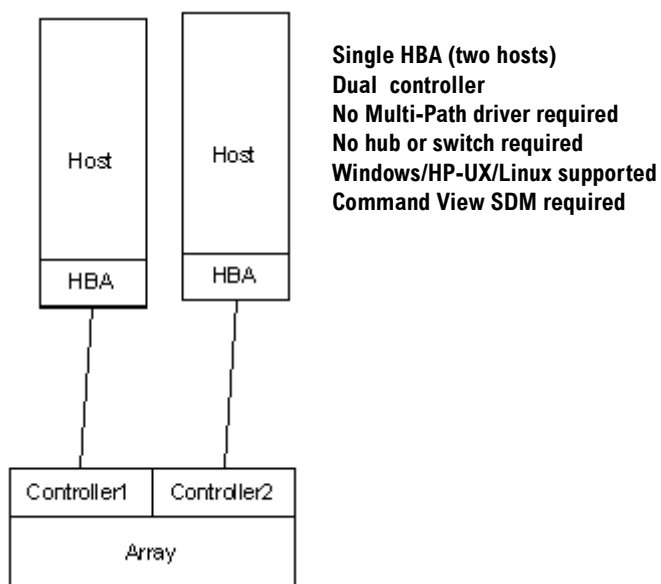 Single HBA (two hosts)
Dual controller
No Multi-Path driver required
No hub or switch required
Windows/HP-UX/Linux supported
Command View SDM required
Host
Host
HBA
HBA
Controller1
Controller2
Array